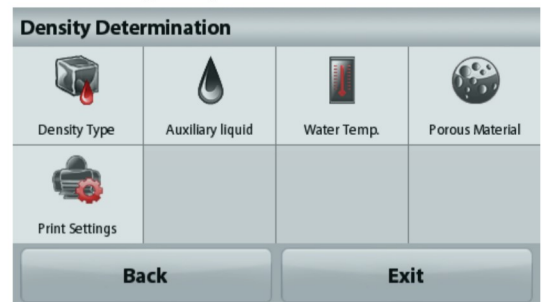 Density Determination
Density Type
Auxiliary liquid
Water Temp.
Porous Material
Print Settings
Back
Exit